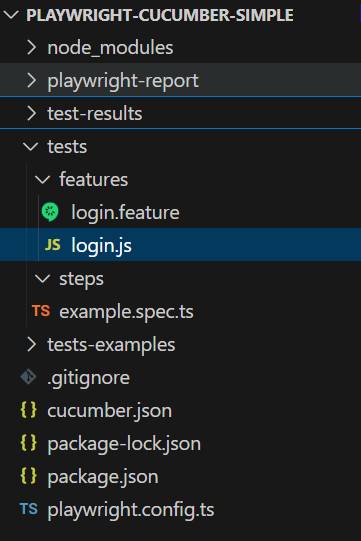 PLAYWRIGHT-CUCUMBER-SIMPLE
node_modules
playwright-report
test-results
tests
features
login.feature
JS login.js
steps
TS example.spec.ts
tests-examples
.gitignore
{} cucumber.json
{} package-lock.json
{} package.json
TS playwright.config.ts